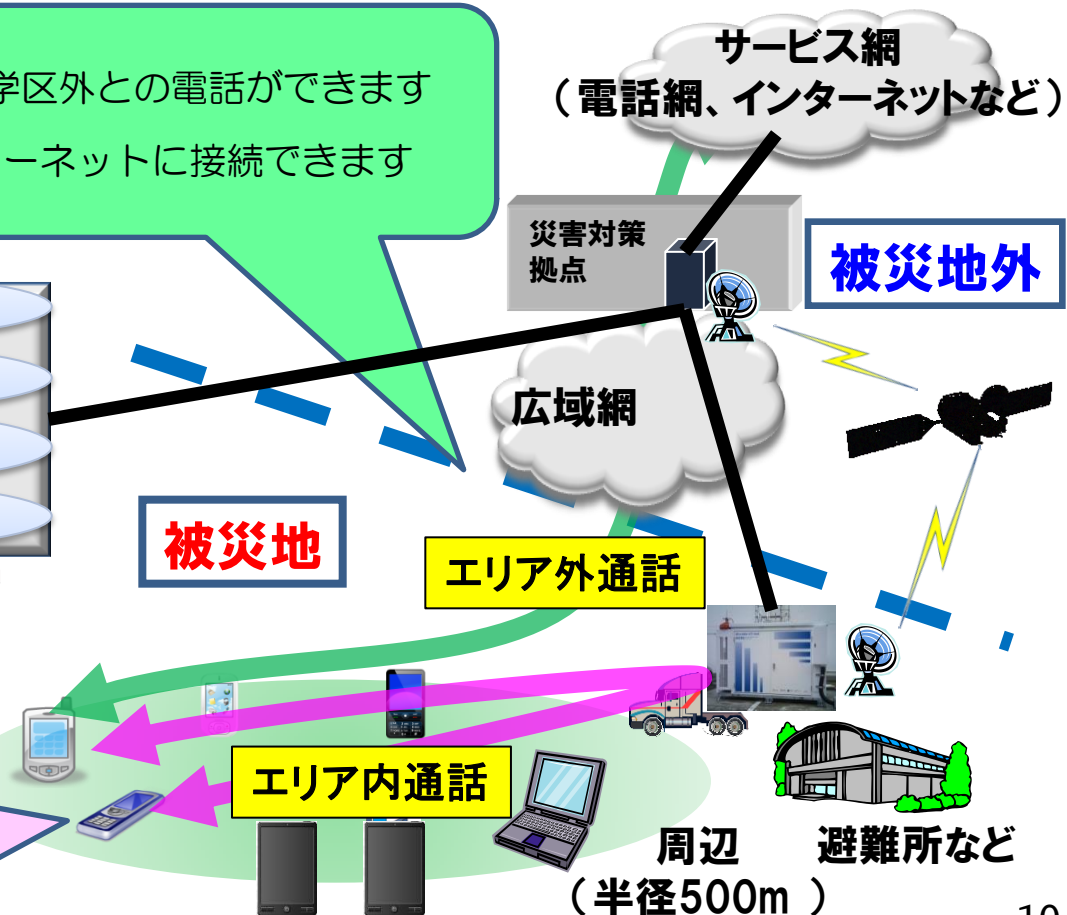 学区外との電話ができます
ーネットに接続できます
サービス網
（電話網、インターネットなど）
災害対策
拠点
被災地外
広域網
被災地
エリア外通話
エリア内通話
周辺
（半径500m ）
避難所など